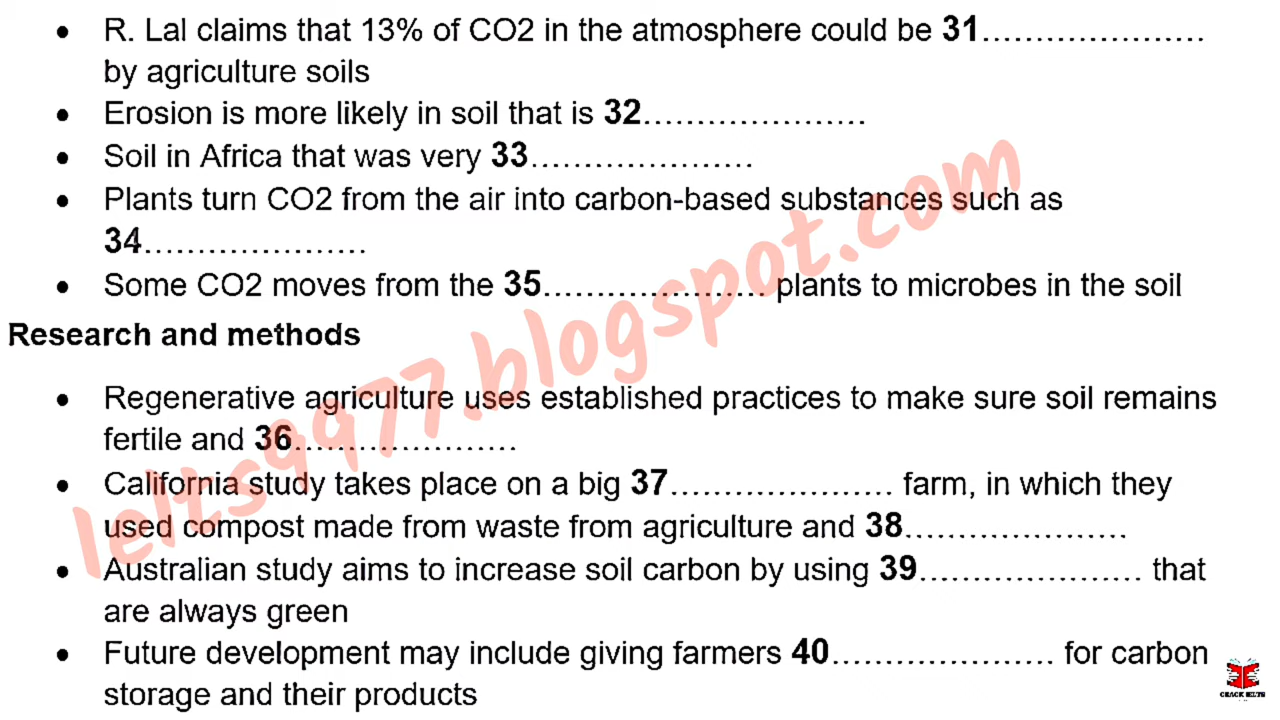 • R. Lal claims that 13% of CO2 in the atmosphere could be 31.....................
by agriculture soils
• Erosion is more likely in soil that is 32.....................
• Soil in Africa that was very 33.....................
• Plants turn CO2 from the air into carbon-based substances such as
34.....................
• Some CO2 moves from the 35..................... plants to microbes in the soil
Research and methods
• Regenerative agriculture uses established practices to make sure soil remains
fertile and 36.....................
• California study takes place on a big 37..................... farm, in which they
used compost made from waste from agriculture and 38.....................
• Australian study aims to increase soil carbon by using 39..................... that
are always green
• Future development may include giving farmers 40..................... for carbon
storage and their products
Ielts9977.blogspot.com
CRACK IELTS